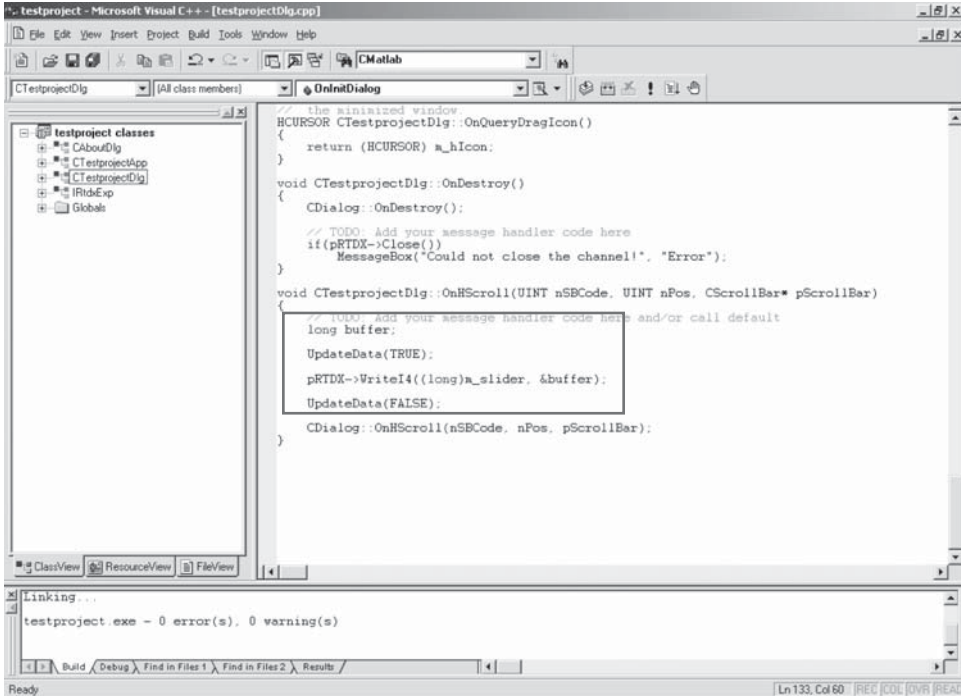 testproject - Microsoft Visual C++ - [testprojectDlg.cpp]
File Edit View Insert Project Build Tools Window Help
CMatlab
CTestprojectDlg [All class members] OnInitDialog
testproject classes
CAboutDlg
CTestprojectApp
CTestprojectDlg
IRtdxExp
Globals
// the minimized window.
HCURSOR CTestprojectDlg::OnQueryDragIcon()
{
return (HCURSOR) m_hIcon;
}
void CTestprojectDlg::OnDestroy()
{
CDialog::OnDestroy();
// TODO: Add your message handler code here
if(pRTDX->Close())
MessageBox("Could not close the channel!", "Error");
}
void CTestprojectDlg::OnHScroll(UINT nSBCode, UINT nPos, CScrollBar* pScrollBar)
{
// TODO: Add your message handler code here and/or call default
long buffer;
UpdateData(TRUE);
pRTDX->WriteI4((long)m_slider, &buffer);
UpdateData(FALSE);
CDialog::OnHScroll(nSBCode, nPos, pScrollBar);
}
ClassView ResourceView FileView
Linking...
testproject.exe - 0 error(s), 0 warning(s)
Build Debug Find in Files 1 Find in Files 2 Results
Ready Ln 133, Col 60 REC COL OVR READ